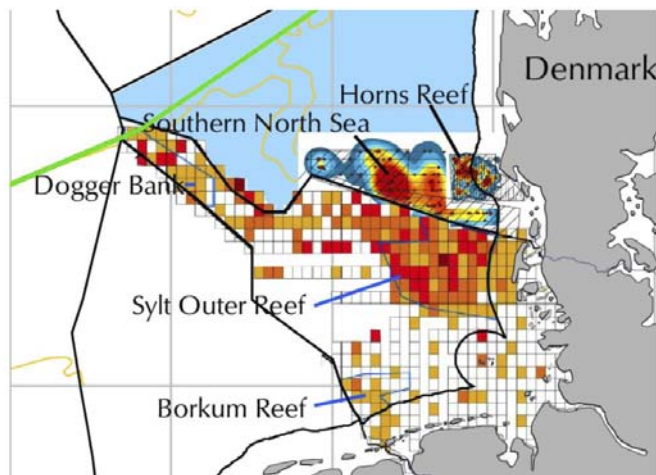 Denmark
Horns Reef
Southern North Sea
Dogger Bank
Sylt Outer Reef
Borkum Reef